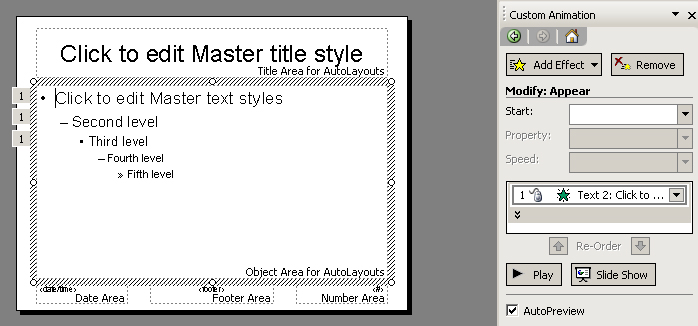 Click to edit Master title style
Title Area for AutoLayouts
1
• Click to edit Master text styles
1
– Second level
1
• Third level
– Fourth level
» Fifth level
Object Area for AutoLayouts
<date/time>
Date Area
<footer>
Footer Area
<#>
Number Area
Custom Animation
Add Effect
Remove
Modify: Appear
Start:
Property:
Speed:
1 Text 2: Click to ...
Re-Order
Play
Slide Show
AutoPreview